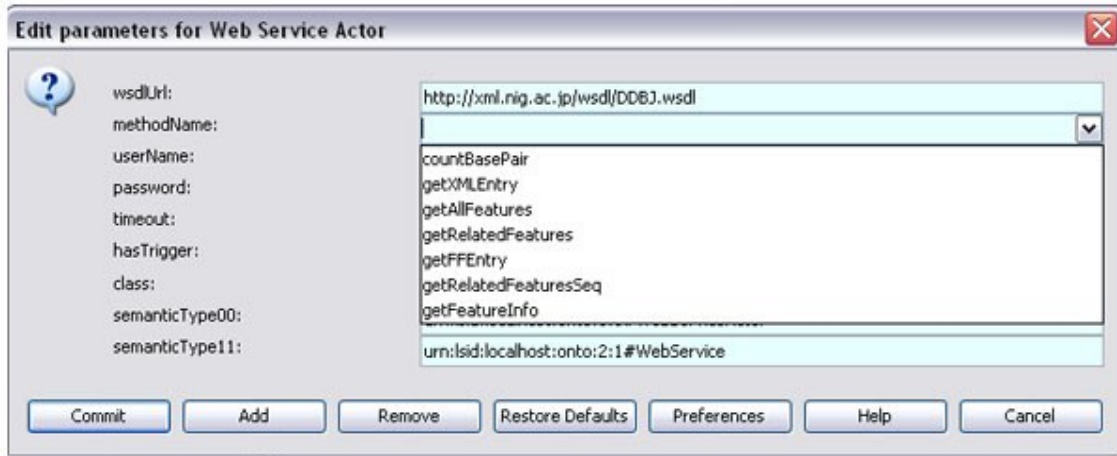 Edit parameters for Web Service Actor
wsdlUrl: http://xml.nig.ac.jp/wsdl/DDBJ.wsdl
methodName:
userName: countBasePair
password: getXMLEntry
timeout: getAllFeatures
hasTrigger: getRelatedFeatures
class: getFFEntry
semanticType00: getRelatedFeaturesSeq
getFeatureInfo
semanticType11: urn:lsid:localhost:onto:2:1#WebService
Commit Add Remove Restore Defaults Preferences Help Cancel